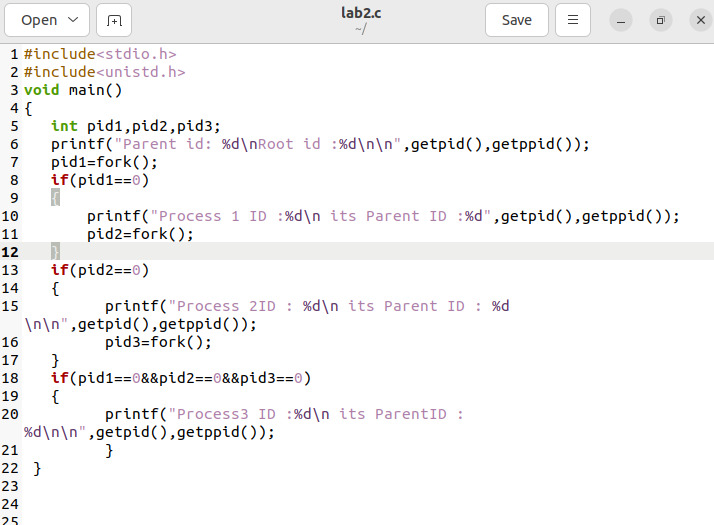 Open
lab2.c
~/
Save
1 #include<stdio.h>
2 #include<unistd.h>
3 void main()
4 {
5    int pid1,pid2,pid3;
6    printf("Parent id: %d\nRoot id :%d\n\n",getpid(),getppid());
7    pid1=fork();
8    if(pid1==0)
9    {
10        printf("Process 1 ID :%d\n its Parent ID :%d",getpid(),getppid());
11        pid2=fork();
12    }
13    if(pid2==0)
14    {
15          printf("Process 2ID : %d\n its Parent ID : %d
\n\n",getpid(),getppid());
16          pid3=fork();
17    }
18    if(pid1==0&&pid2==0&&pid3==0)
19    {
20          printf("Process3 ID :%d\n its ParentID :
%d\n\n",getpid(),getppid());
21          }
22  }
23
24
25